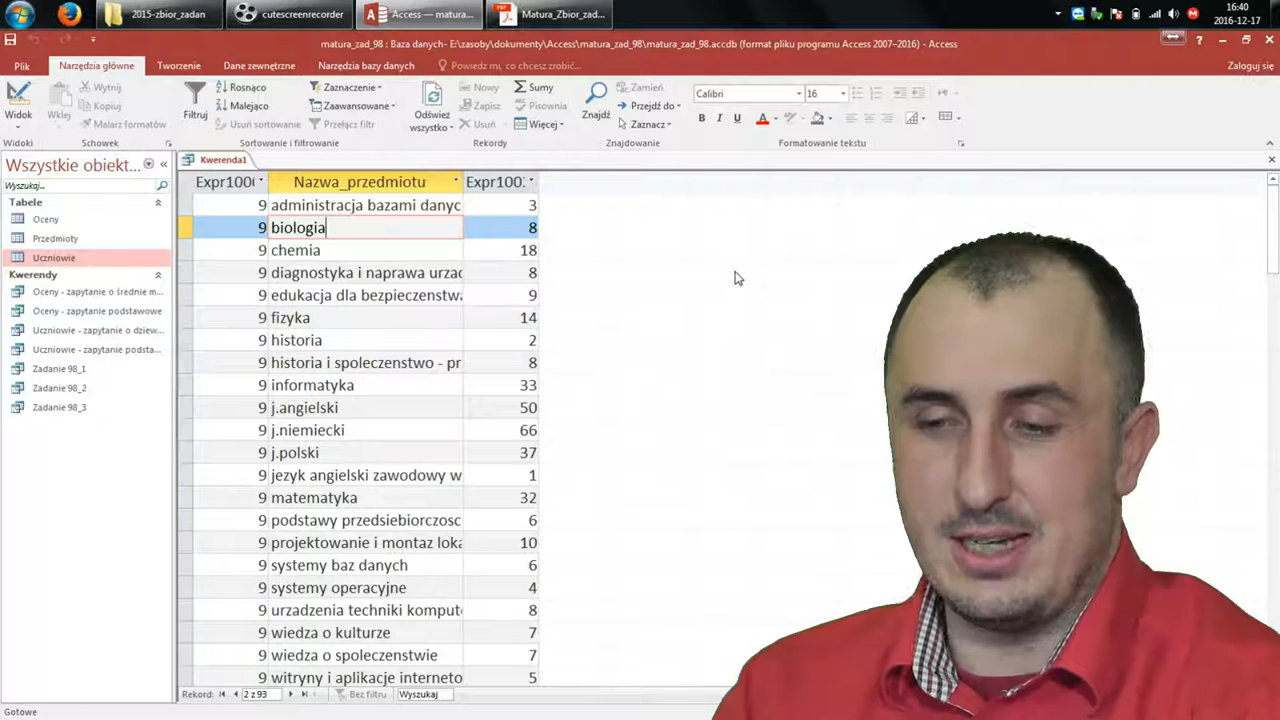 2015-zbior_zadan
cutescreenrecorder
Access — matura...
Matura_Zbior_zad...
16:40
2016-12-17
matura_zad_98 : Baza danych- E:\zasoby\dokumenty\Access\matura_zad_98\matura_zad_98.accdb (format pliku programu Access 2007–2016) - Access
Plik
Narzędzia główne
Tworzenie
Dane zewnętrzne
Narzędzia bazy danych
Powiedz mi, co chcesz zrobić...
Zaloguj się
Widok
Widoki
Wklej
Wytnij
Kopiuj
Malarz formatów
Schowek
Filtruj
Rosnąco
Malejąco
Usuń sortowanie
Zaznaczenie
Zaawansowane
Przełącz filtr
Sortowanie i filtrowanie
Odśwież
wszystko
Nowy
Zapisz
Usuń
Sumy
Pisownia
Więcej
Rekordy
Znajdź
Zamień
Przejdź do
Zaznacz
Znajdowanie
Calibri
16
B I U
A
Formatowanie tekstu
Wszystkie obiekt...
Wyszukaj...
Tabele
Oceny
Przedmioty
Uczniowie
Kwerendy
Oceny - zapytanie o średnie m...
Oceny - zapytanie podstawowe
Uczniowie - zapytanie o dziew...
Uczniowie - zapytanie podsta...
Zadanie 98_1
Zadanie 98_2
Zadanie 98_3
Kwerenda1
Expr100 Nazwa_przedmiotu Expr100
9 administracja bazami danyc 3
9 biologia 8
9 chemia 18
9 diagnostyka i naprawa urzac 8
9 edukacja dla bezpieczenstwa 9
9 fizyka 14
9 historia 2
9 historia i spoleczenstwo - pr 8
9 informatyka 33
9 j.angielski 50
9 j.niemiecki 66
9 j.polski 37
9 jezyk angielski zawodowy w 1
9 matematyka 32
9 podstawy przedsiebiorczosc 6
9 projektowanie i montaz loka 10
9 systemy baz danych 6
9 systemy operacyjne 4
9 urzadzenia techniki komput 8
9 wiedza o kulturze 7
9 wiedza o spoleczenstwie 7
9 witryny i aplikacje interneto 5
Rekord: 2 z 93 Bez filtru Wyszukaj
Gotowe